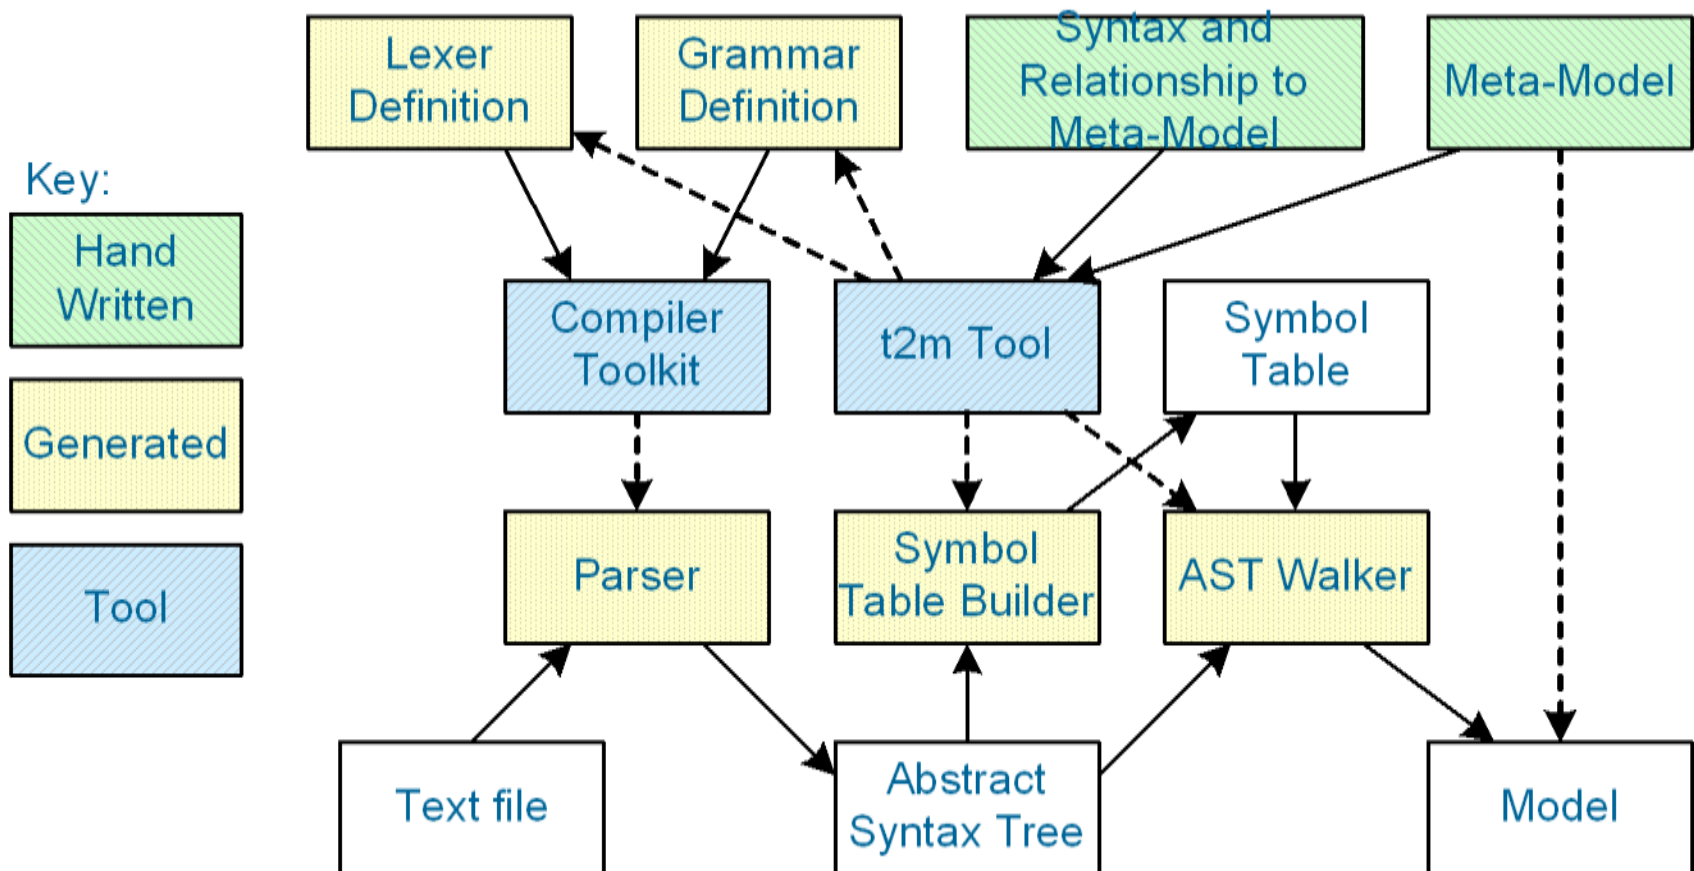 Lexer
Definition
Grammar
Definition
Syntax and
Relationship to
Meta-Model
Meta-Model
Key:
Hand
Written
Compiler
Toolkit
t2m Tool
Symbol
Table
Generated
Parser
Symbol
Table Builder
AST Walker
Tool
Text file
Abstract
Syntax Tree
Model